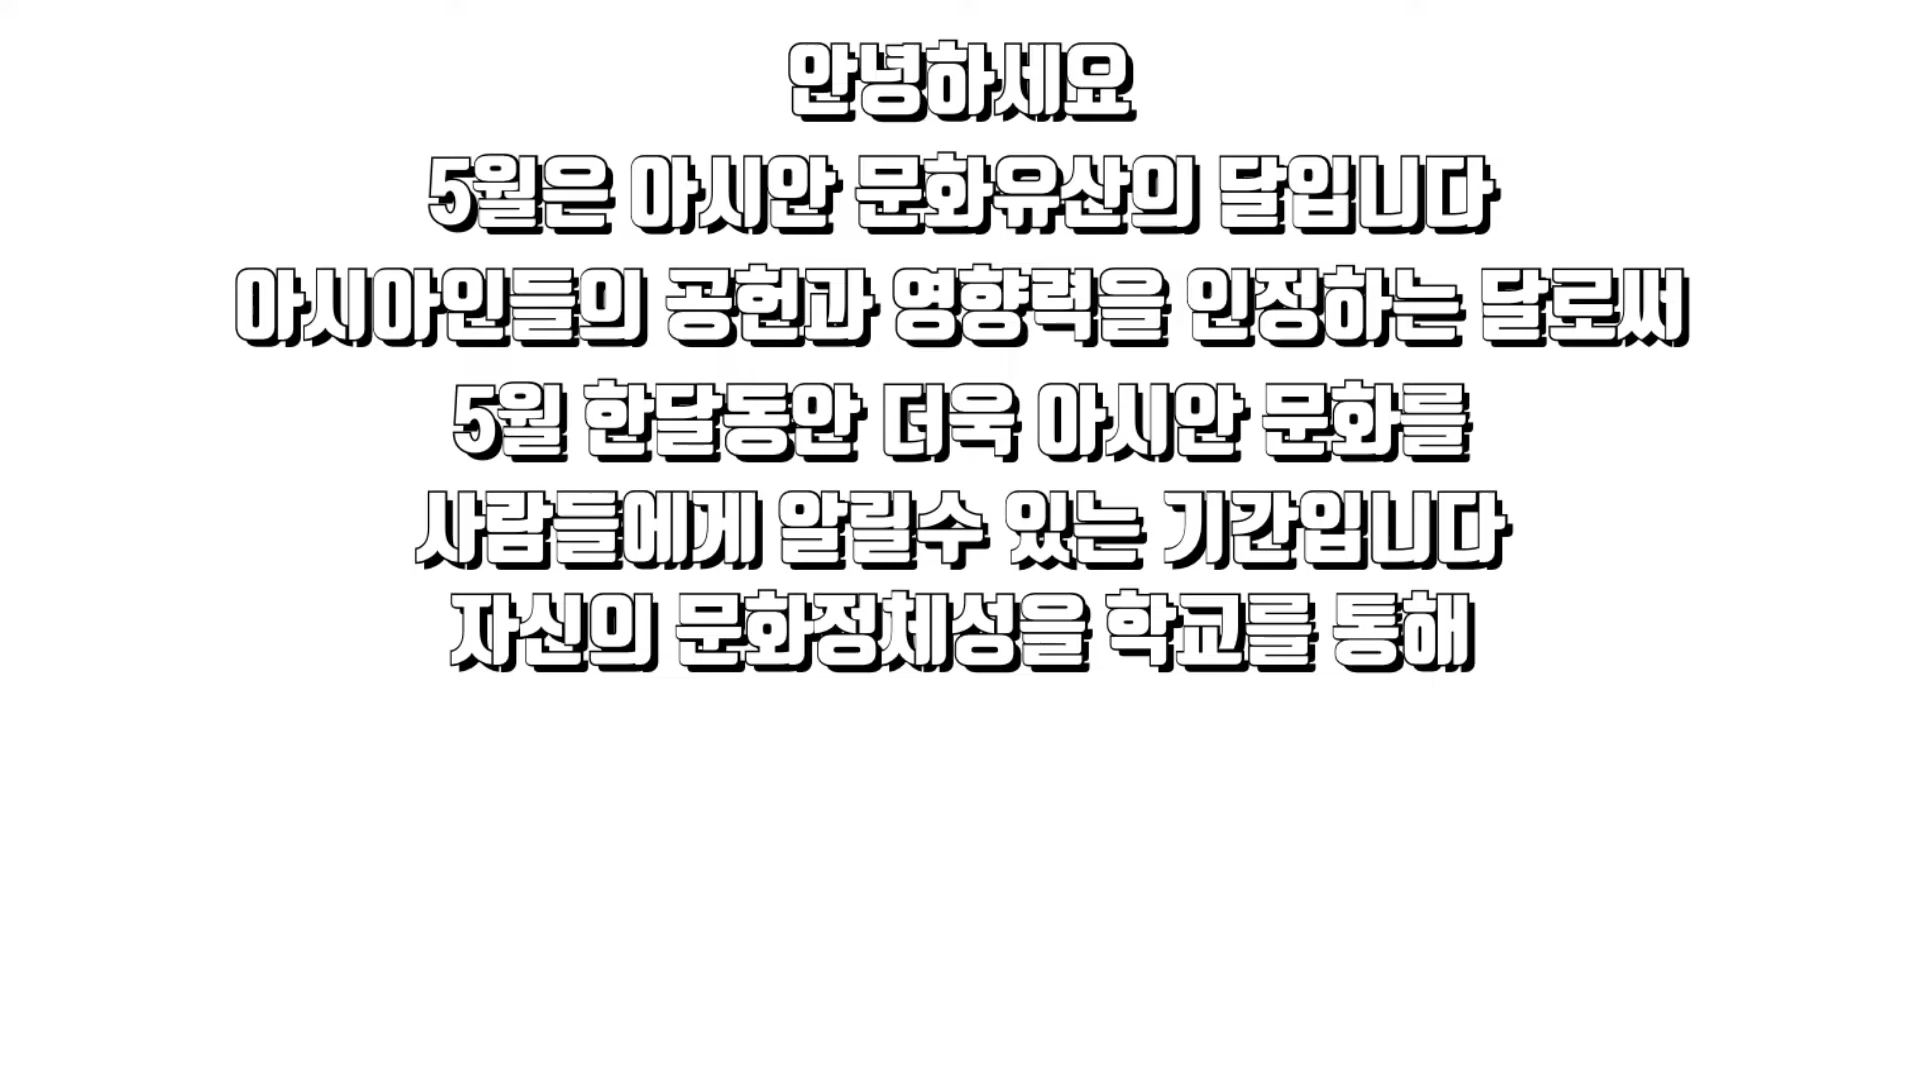 안녕하세요
5월은 아시안 문화유산의 달입니다
아시아인들의 공헌과 영향력을 인정하는 달로써
5월 한달동안 더욱 아시안 문화를
사람들에게 알릴수 있는 기간입니다
자신의 문화정체성을 학교를 통해